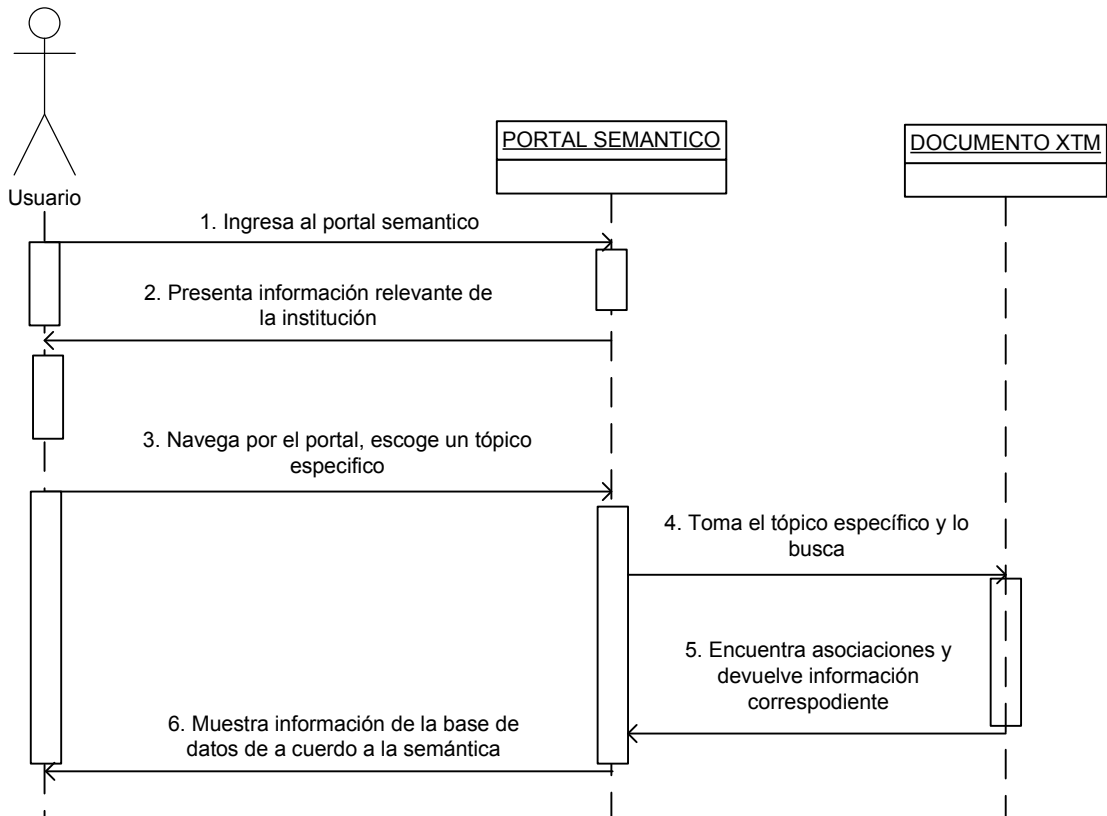 PORTAL SEMANTICO
DOCUMENTO XTM
Usuario
1. Ingresa al portal semantico
2. Presenta información relevante de
la institución
3. Navega por el portal, escoge un tópico
especifico
4. Toma el tópico específico y lo
busca
5. Encuentra asociaciones y
devuelve información
correspodiente
6. Muestra información de la base de
datos de a cuerdo a la semántica